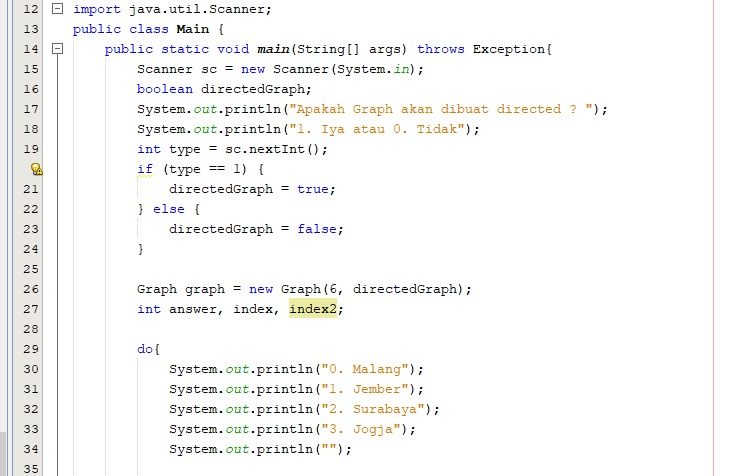 12 import java.util.Scanner;
13 public class Main {
14 public static void main(String[] args) throws Exception{
15 Scanner sc = new Scanner(System.in);
16 boolean directedGraph;
17 System.out.println("Apakah Graph akan dibuat directed ? ");
18 System.out.println("1. Iya atau 0. Tidak");
19 int type = sc.nextInt();
if (type == 1) {
21 directedGraph = true;
22 } else {
23 directedGraph = false;
24 }
25
26 Graph graph = new Graph(6, directedGraph);
27 int answer, index, index2;
28
29 do{
30 System.out.println("0. Malang");
31 System.out.println("1. Jember");
32 System.out.println("2. Surabaya");
33 System.out.println("3. Jogja");
34 System.out.println("");
35